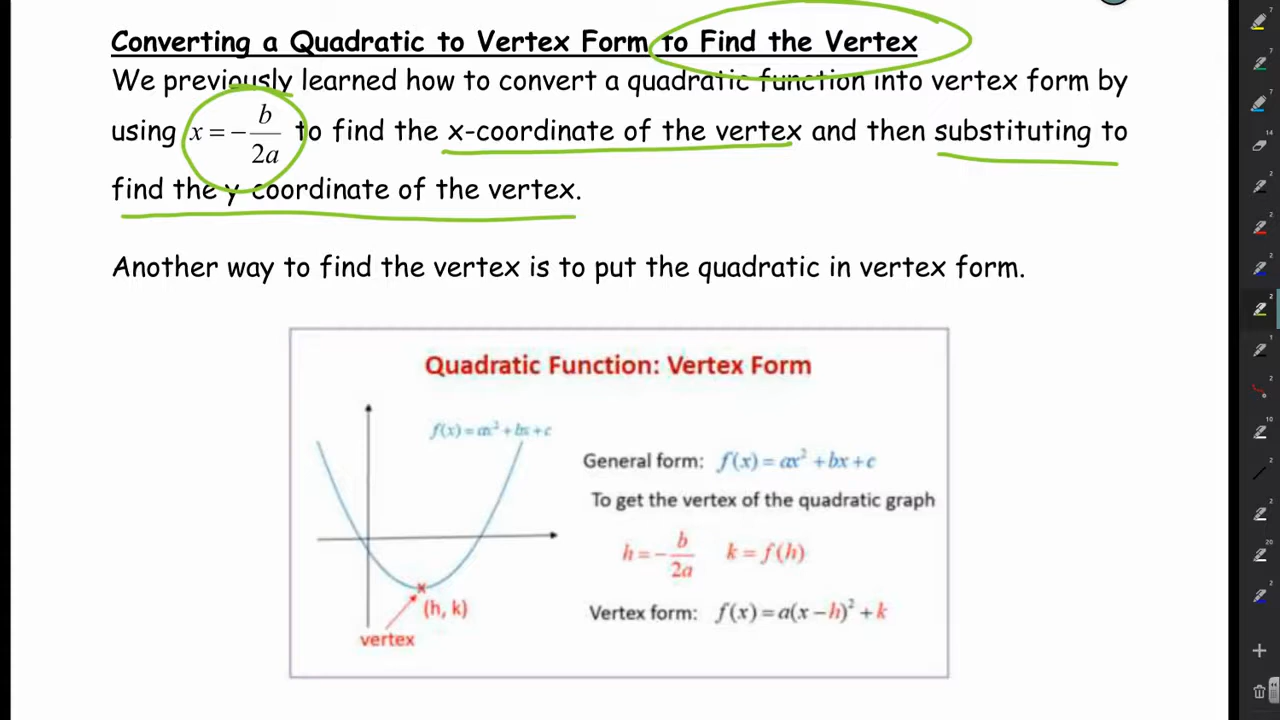 Converting a Quadratic to Vertex Form to Find the Vertex
We previously learned how to convert a quadratic function into vertex form by
using x = -b/2a to find the x-coordinate of the vertex and then substituting to
find the y coordinate of the vertex.
Another way to find the vertex is to put the quadratic in vertex form.
Quadratic Function: Vertex Form
f(x) = ax² + bx + c
General form: f(x) = ax² + bx + c
To get the vertex of the quadratic graph
h = -b/2a k = f(h)
(h, k)
Vertex form: f(x) = a(x - h)² + k
vertex